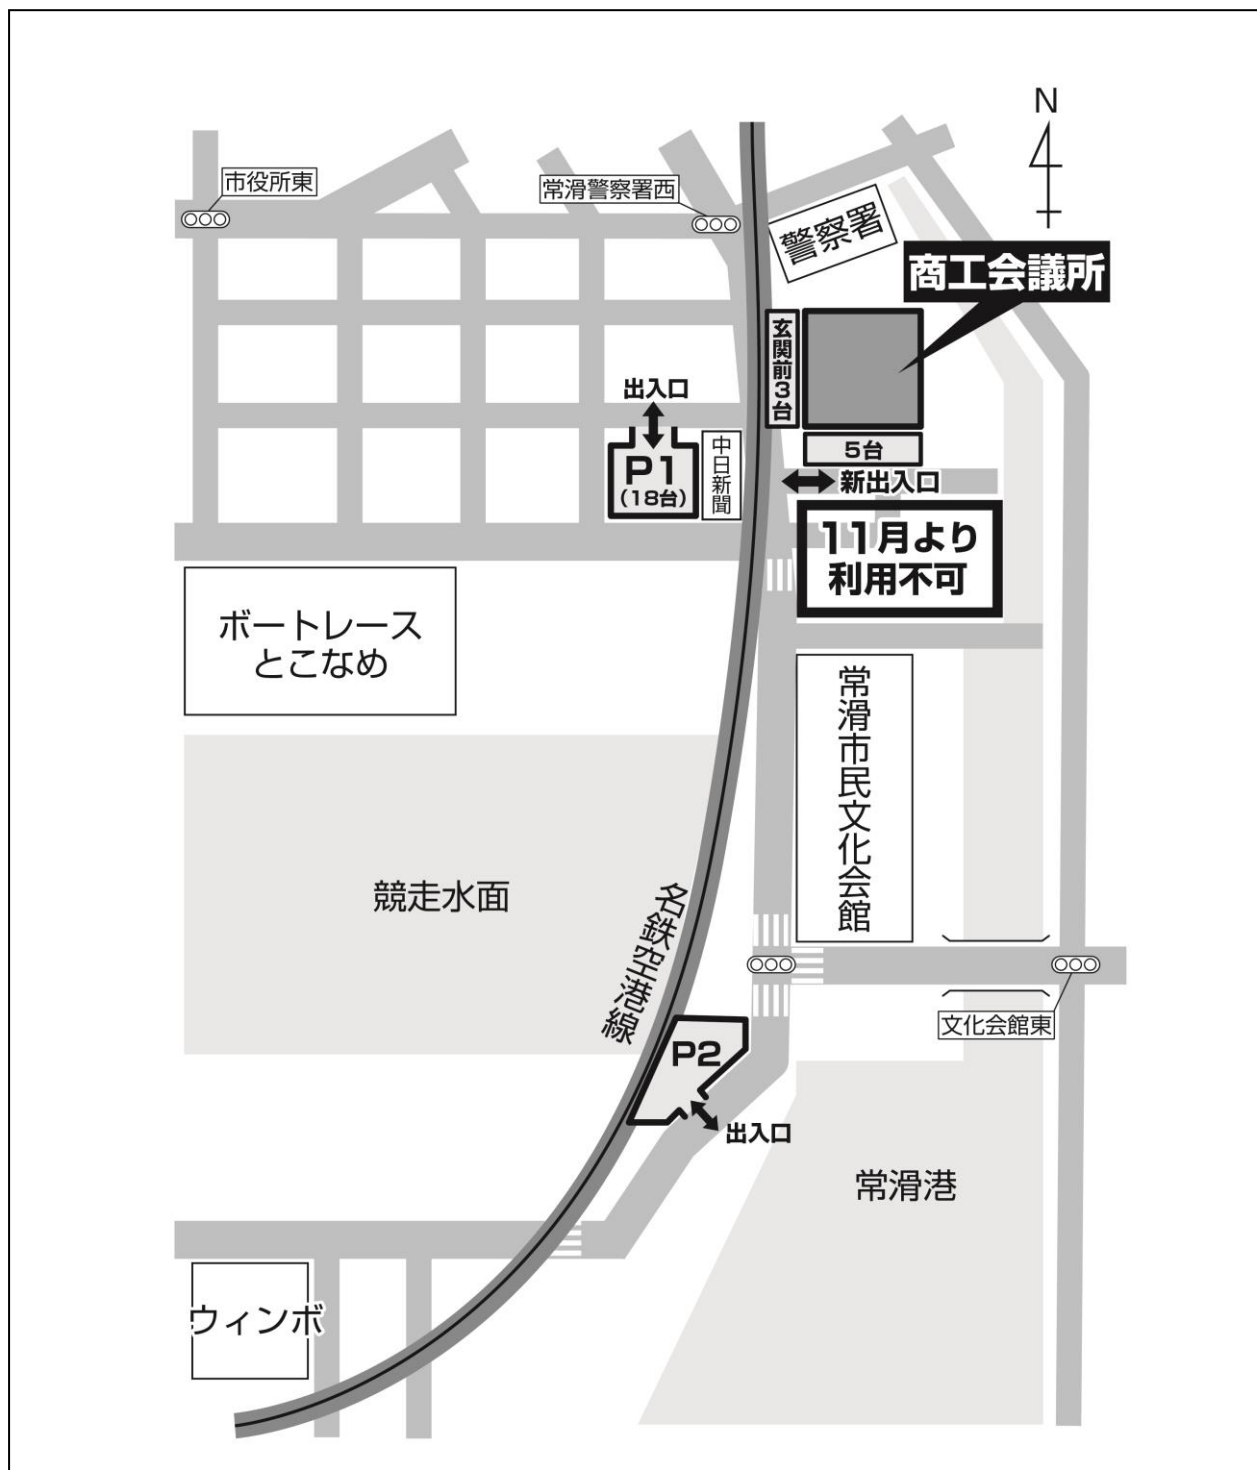 N
市役所東
常滑警察署西
警察署
商工会議所
玄関前3台
出入口
5台
P1
(18台)
中日新聞
新出入口
11月より
利用不可
ボートレース
とこなめ
常滑市民文化会館
競走水面
名鉄空港線
文化会館東
P2
出入口
常滑港
ウィンボ